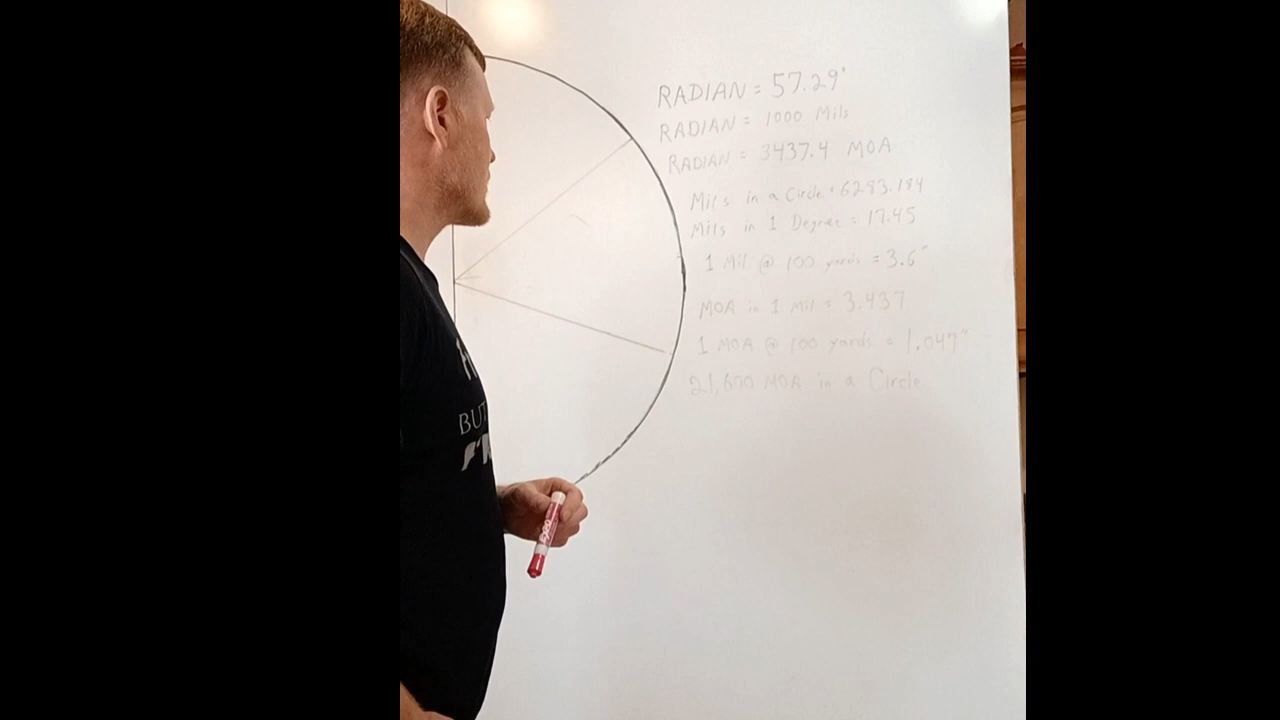 RADIAN = 57.29°
RADIAN = 1000 Mils
RADIAN = 3437.4 MOA
Mils in a Circle = 6283.184
Mils in 1 Degree = 17.45
1 Mil @ 100 yards = 3.6"
MOA in 1 Mil = 3.437
1 MOA @ 100 yards = 1.047"
21,600 MOA in a Circle
BUT
EXPO